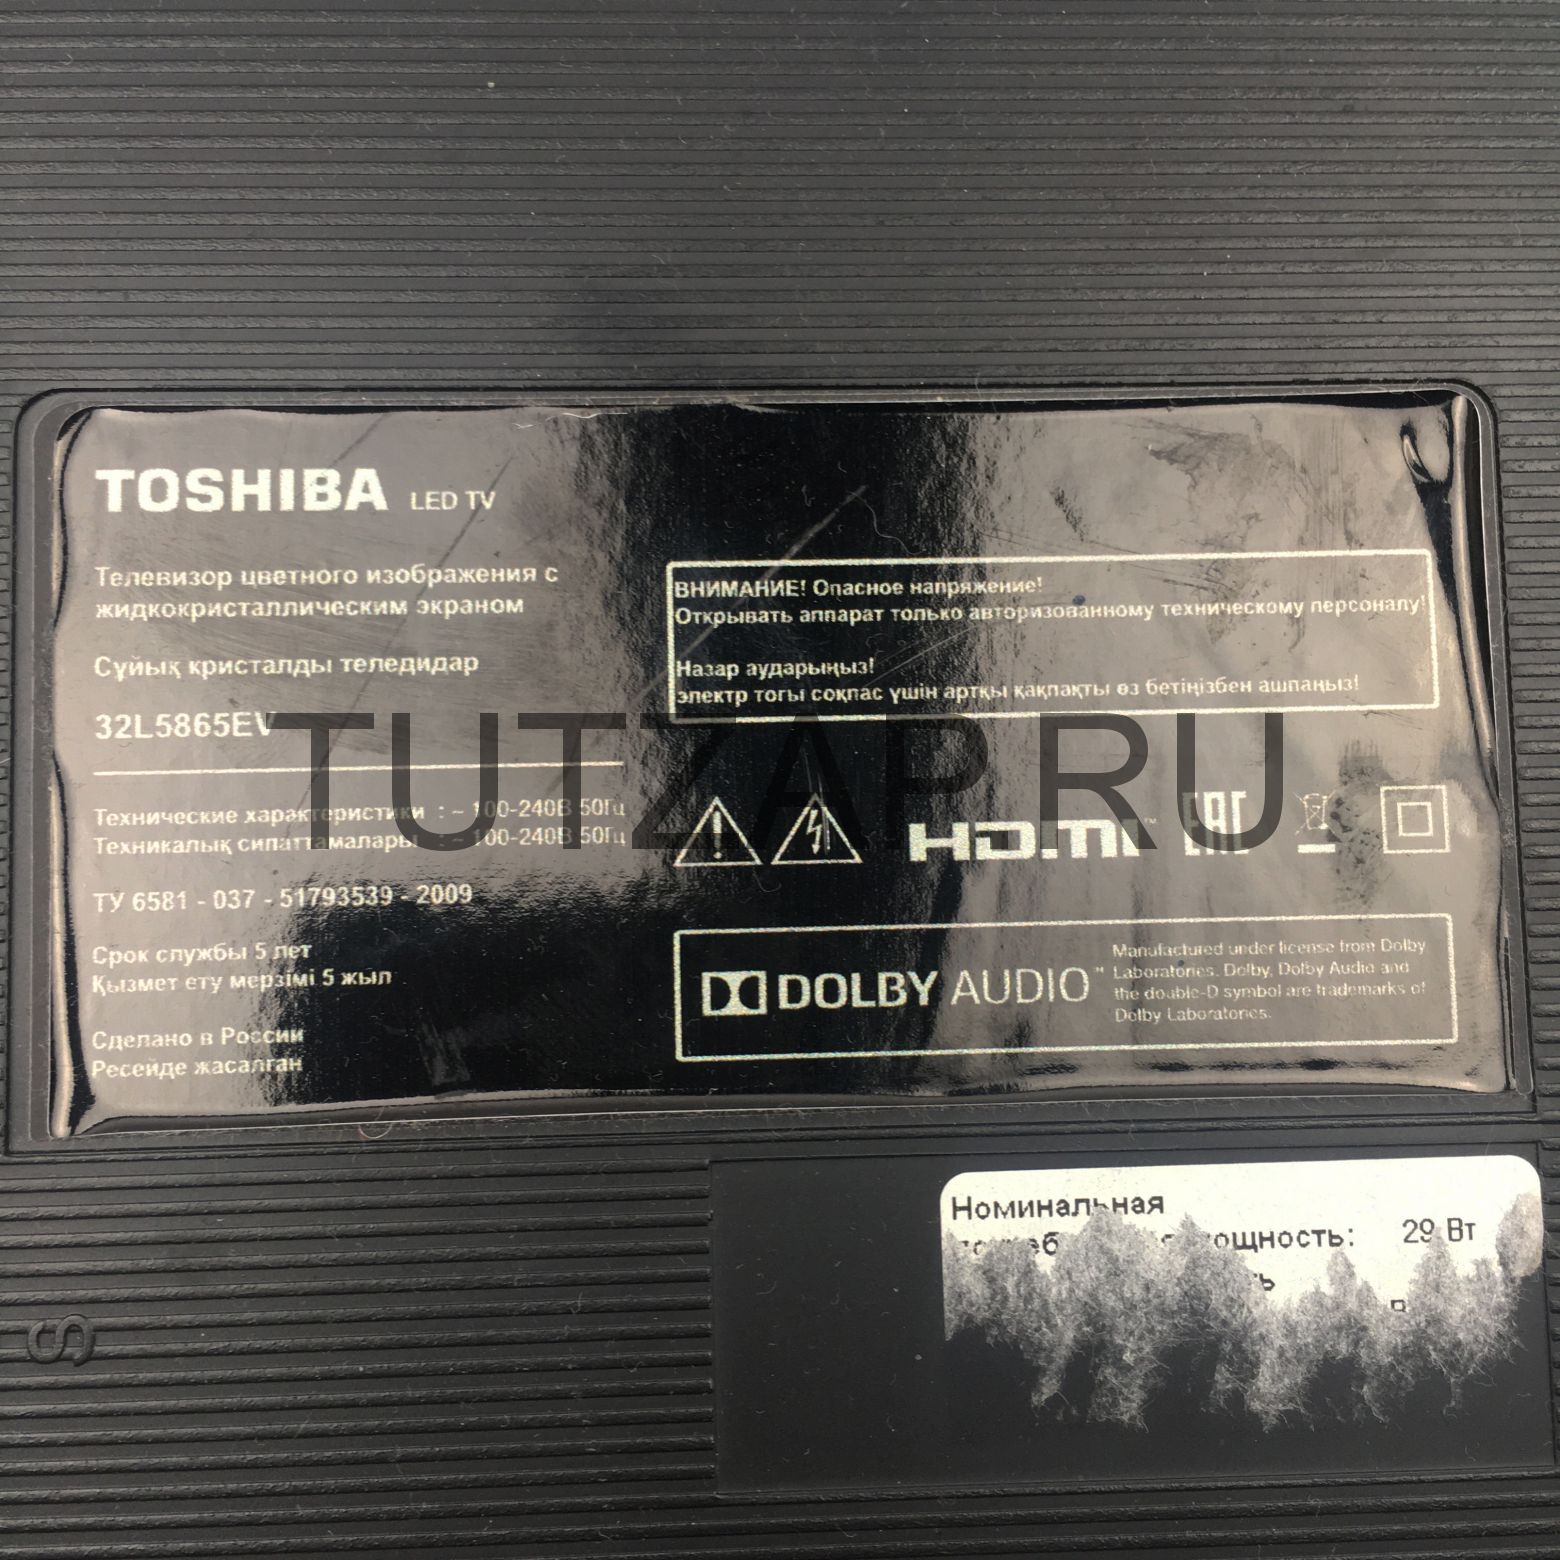 TOSHIBA LED TV
Телевизор цветного изображения с
жидкокристаллическим экраном
Сұйық кристалды теледидар
32L5865EV
Технические характеристики : ~ 100-240В 50Гц
Техникалық сипаттамалары : ~ 100-240В 50Гц
ТУ 6581 - 037 - 51793539 - 2009
Срок службы 5 лет
Қызмет ету мерзімі 5 жыл
Сделано в России
Ресейде жасалған
ВНИМАНИЕ! Опасное напряжение!
Открывать аппарат только авторизованному техническому персоналу!
Назар аударыңыз!
электр тогы соқпас үшін артқы қақпақты өз бетіңізбен ашпаңыз!
TUTZAP.RU
HDMI™ EAC
DOLBY AUDIO™
Manufactured under license from Dolby
Laboratories. Dolby, Dolby Audio and
the double-D symbol are trademarks of
Dolby Laboratories.
Номинальная
29 Вт
S